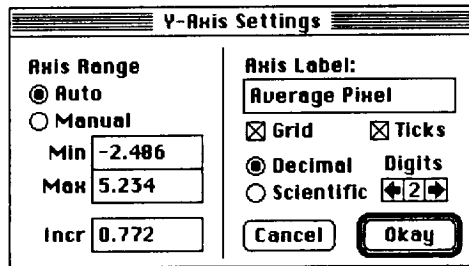 Y-Axis Settings
Axis Range
Auto
Manual
Min -2.486
Max 5.234
Incr 0.772
Axis Label:
Average Pixel
Grid Ticks
Decimal Digits
Scientific 2
Cancel Okay